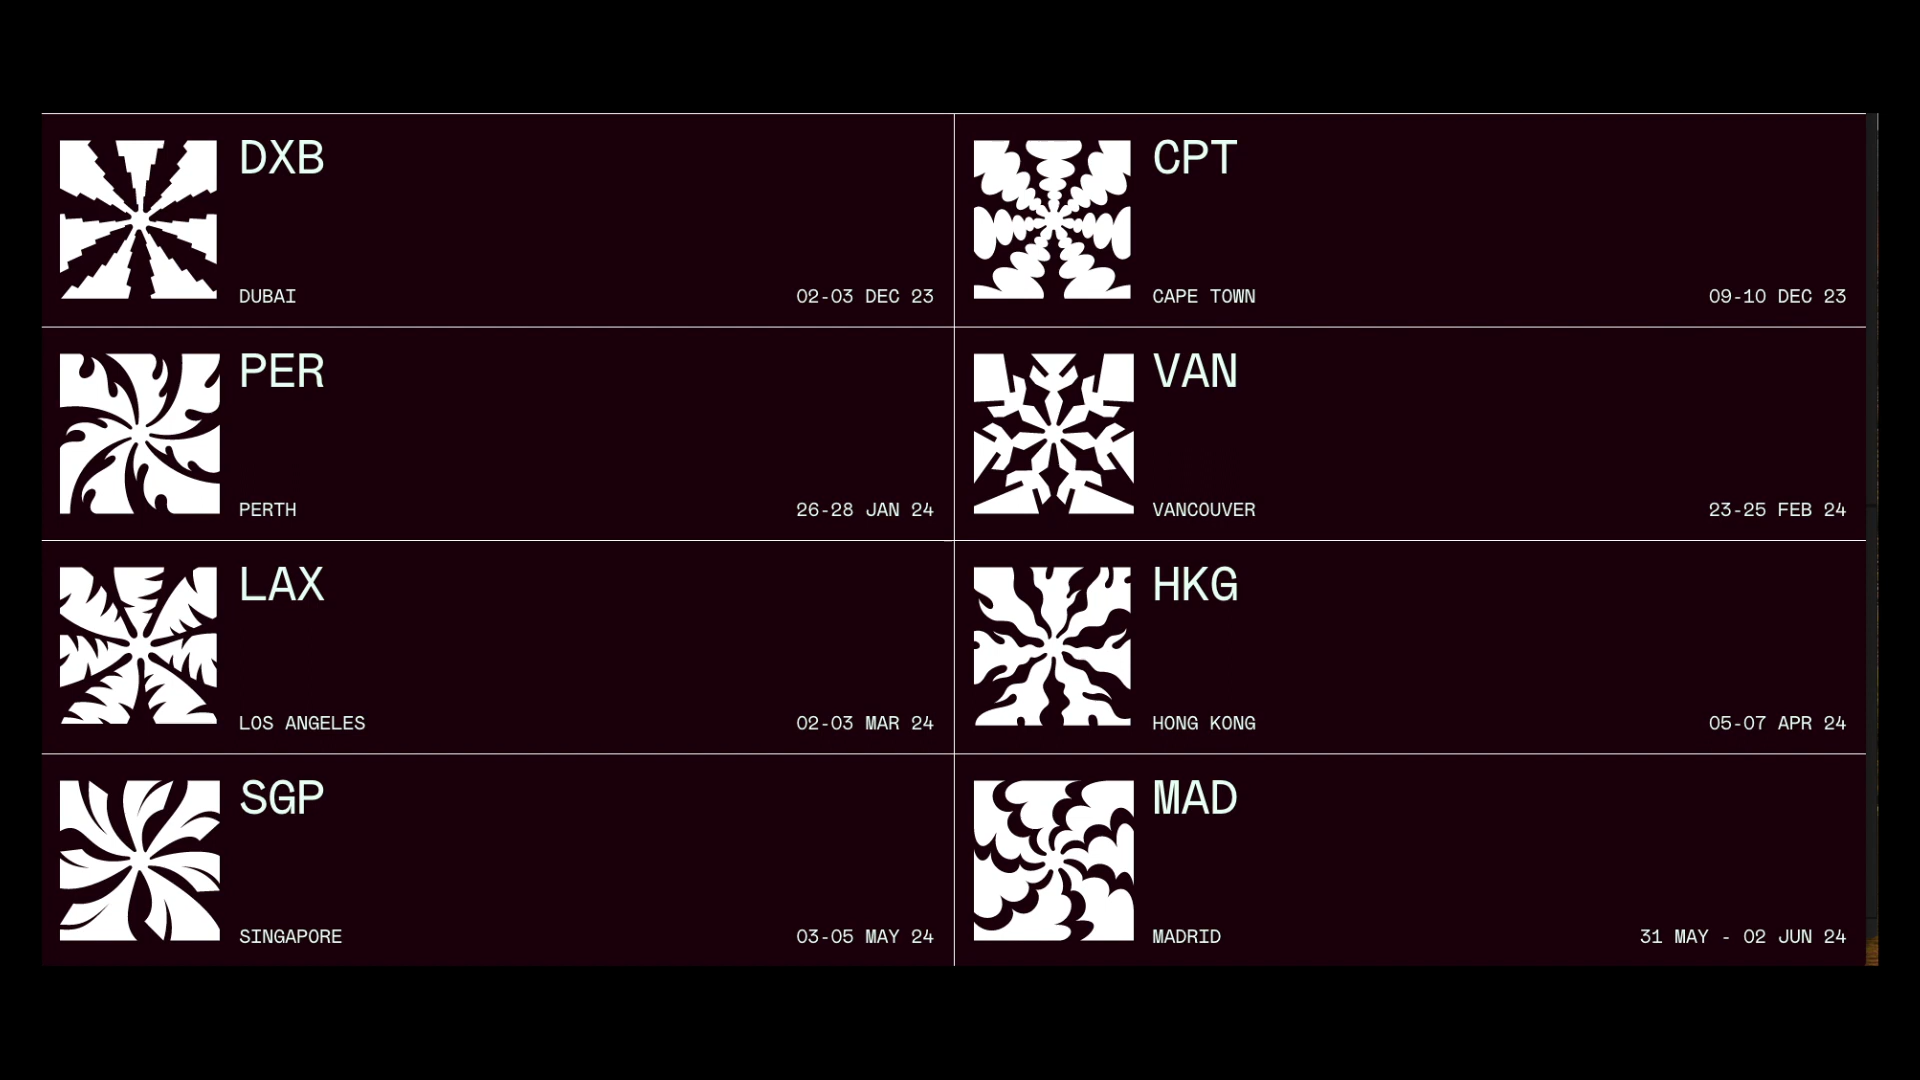 DXB
DUBAI
02-03 DEC 23
CPT
CAPE TOWN
09-10 DEC 23
PER
PERTH
26-28 JAN 24
VAN
VANCOUVER
23-25 FEB 24
LAX
LOS ANGELES
02-03 MAR 24
HKG
HONG KONG
05-07 APR 24
SGP
SINGAPORE
03-05 MAY 24
MAD
MADRID
31 MAY - 02 JUN 24